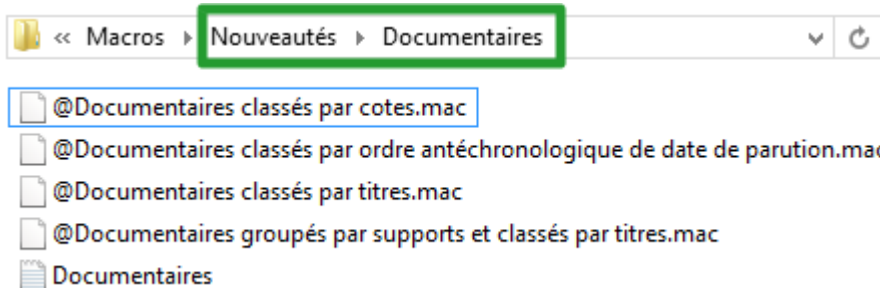 « Macros Nouveautés Documentaires
@Documentaires classés par cotes.mac
@Documentaires classés par ordre antéchronologique de date de parution.mac
@Documentaires classés par titres.mac
@Documentaires groupés par supports et classés par titres.mac
Documentaires